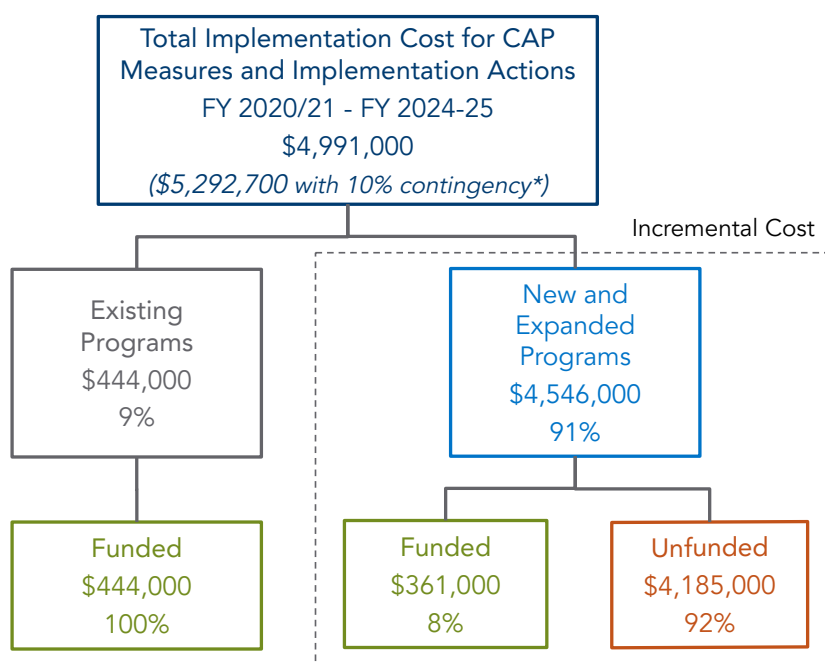 Total Implementation Cost for CAP
Measures and Implementation Actions
FY 2020/21 - FY 2024-25
$4,991,000
($5,292,700 with 10% contingency*)
Incremental Cost
Existing
Programs
$444,000
9%
New and
Expanded
Programs
$4,546,000
91%
Funded
$444,000
100%
Funded
$361,000
8%
Unfunded
$4,185,000
92%